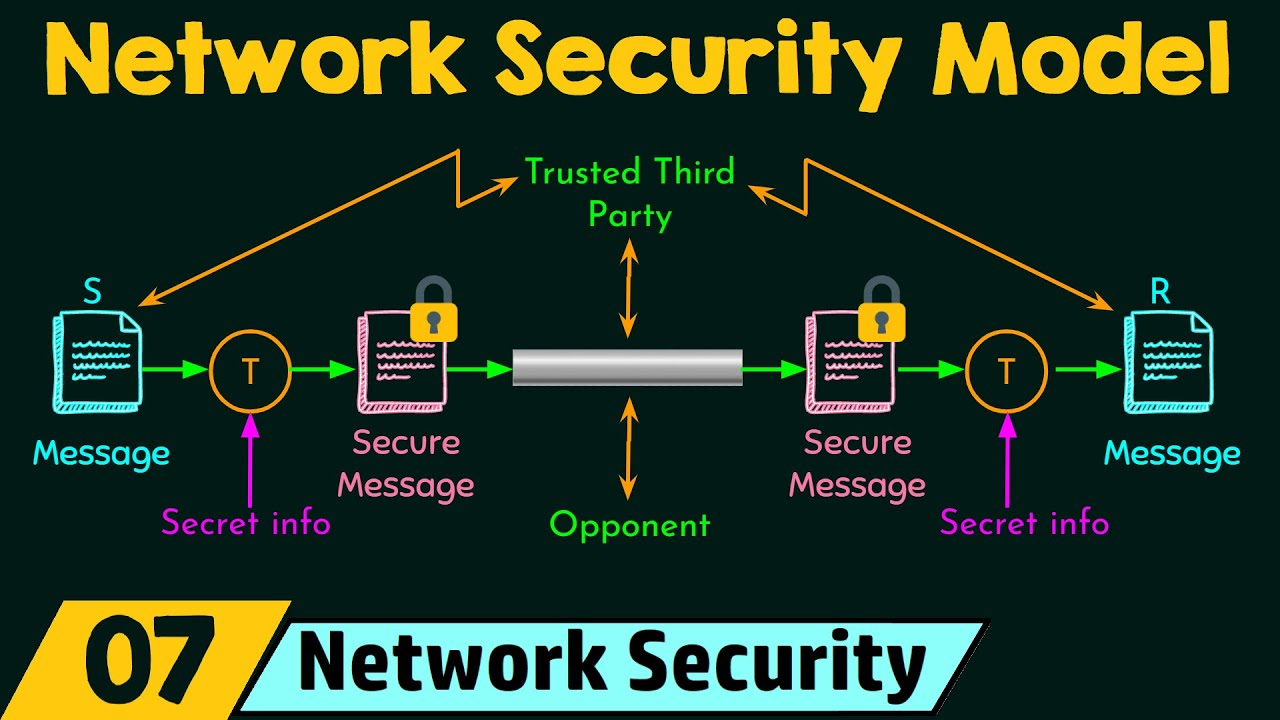 Network Security Model
Trusted Third
Party
S
R
T
T
Message
Secure
Message
Secure
Message
Message
Secret info
Opponent
Secret info
07
Network Security